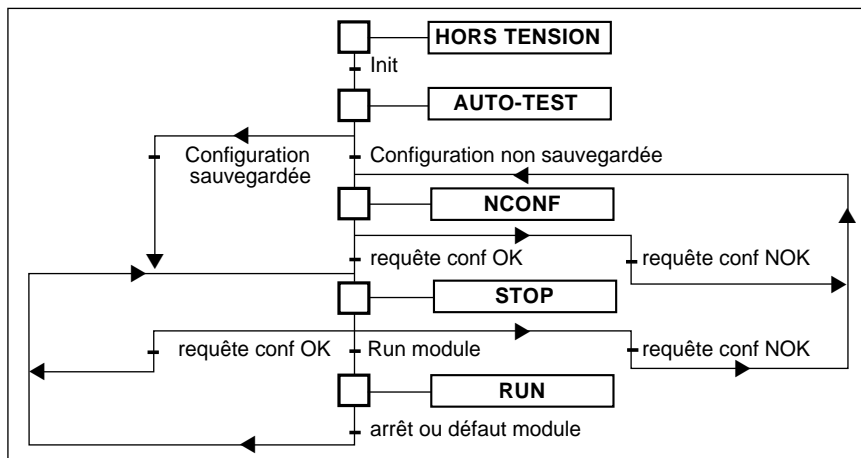 HORS TENSION
Init
AUTO-TEST
Configuration
sauvegardée
Configuration non sauvegardée
NCONF
requête conf OK
requête conf NOK
STOP
requête conf OK
Run module
requête conf NOK
RUN
arrêt ou défaut module